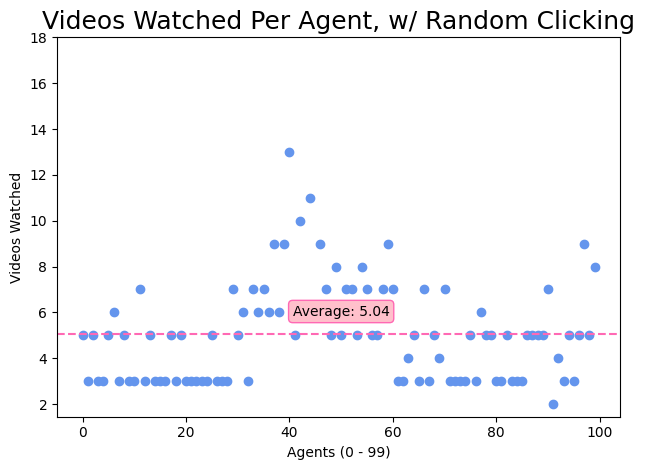 Videos Watched Per Agent, w/ Random Clicking
18
16
14
12
10
8
6
4
2
Videos Watched
Average: 5.04
0 20 40 60 80 100
Agents (0 - 99)